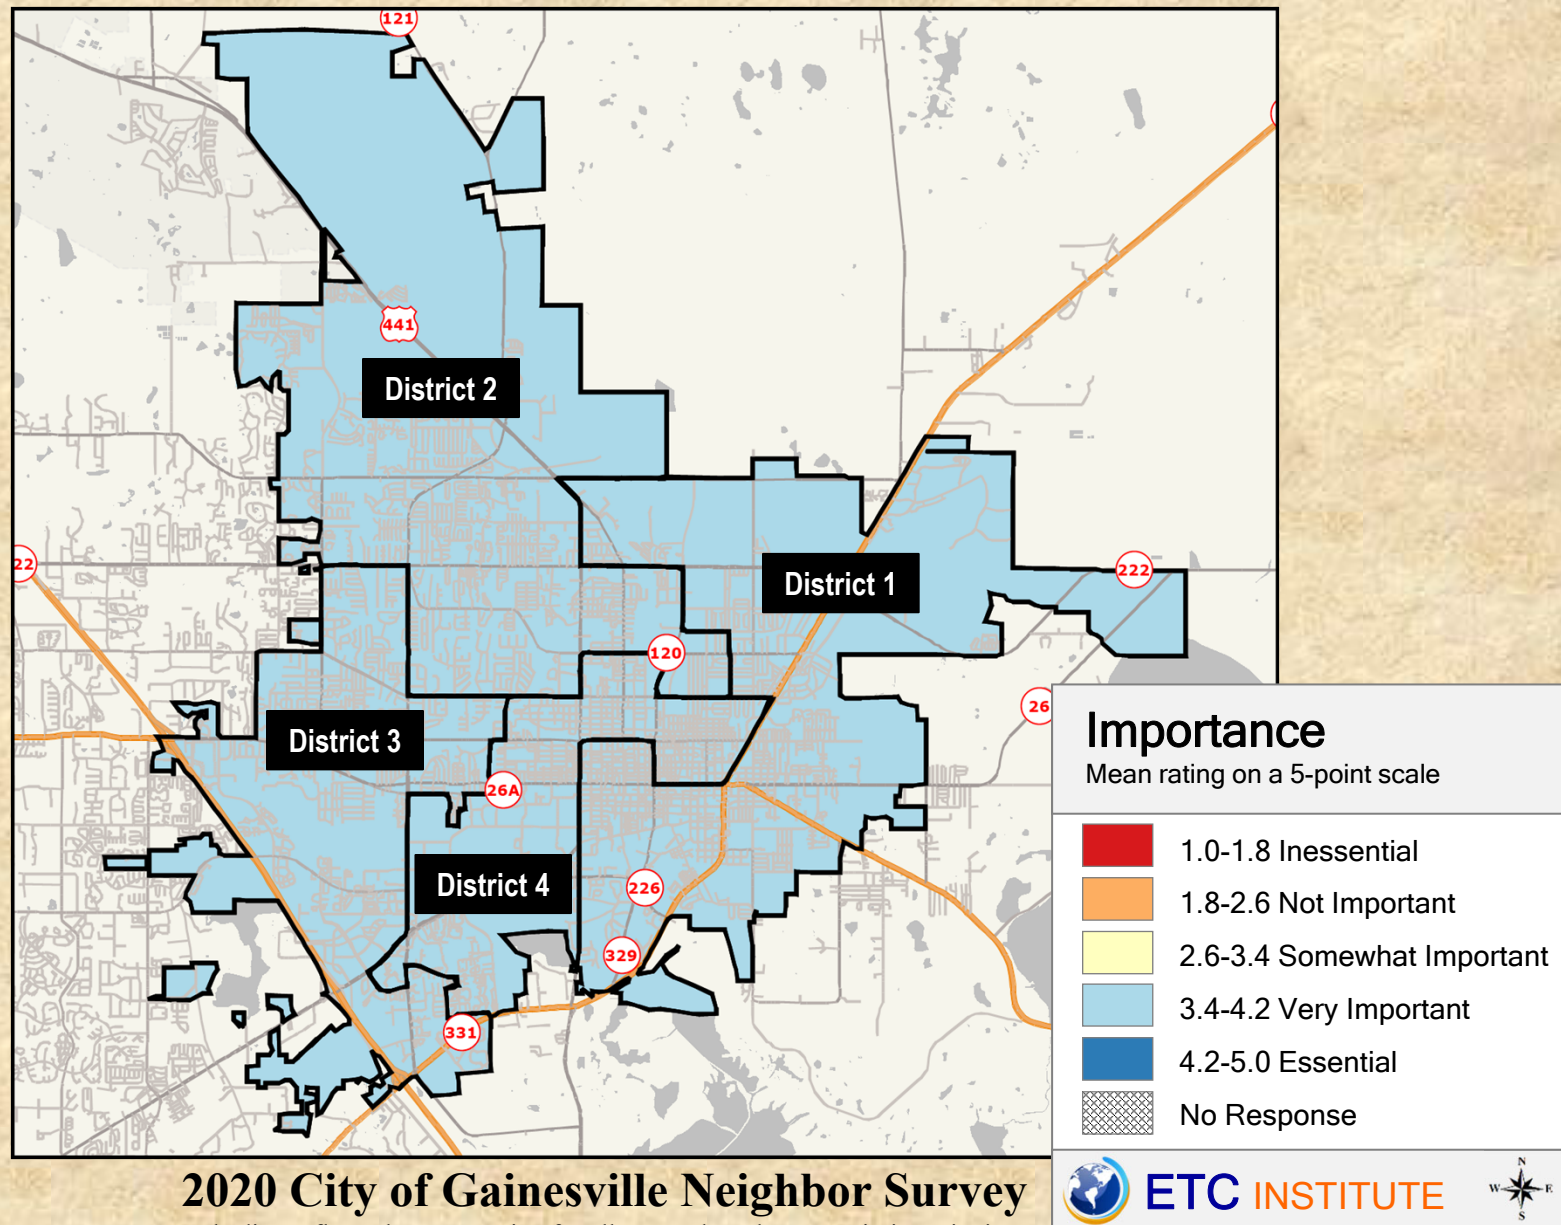 121
441
District 2
22
222
District 1
120
26
District 3
26A
District 4
226
329
331
Importance
Mean rating on a 5-point scale
1.0-1.8 Inessential
1.8-2.6 Not Important
2.6-3.4 Somewhat Important
3.4-4.2 Very Important
4.2-5.0 Essential
No Response
2020 City of Gainesville Neighbor Survey
ETC INSTITUTE
N
W E
S